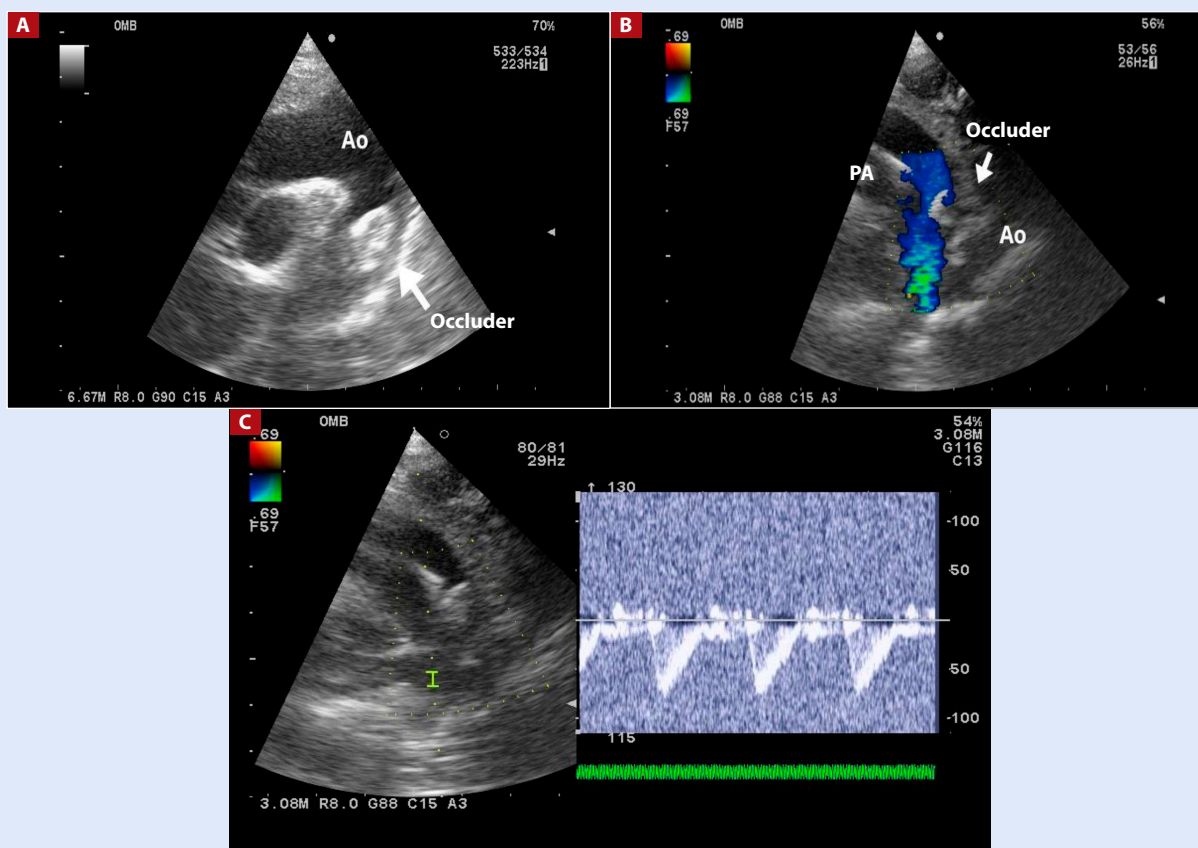 A
OMB
70%
533/534
223Hz1
Ao
Occluder
6.67M R8.0 G90 C15 A3
B
OMB
56%
.69
.69
F57
53/56
26Hz1
Occluder
PA
Ao
3.08M R8.0 G88 C15 A3
C
OMB
.69
.69
F57
80/81
29Hz
54%
3.08M
G116
C13
↑ 130
-100
50
50
-100
115
3.08M R8.0 G88 C15 A3